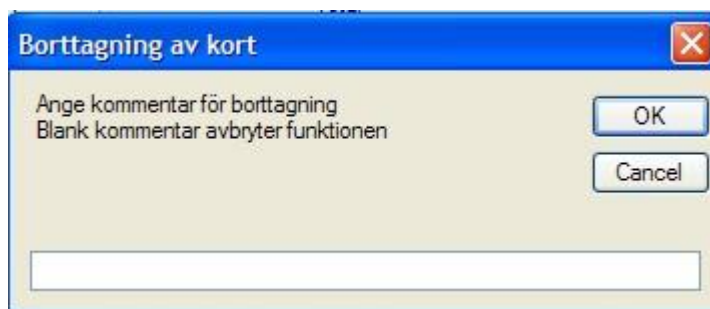 Borttagning av kort
Ange kommentar för borttagning
Blank kommentar avbryter funktionen
OK
Cancel